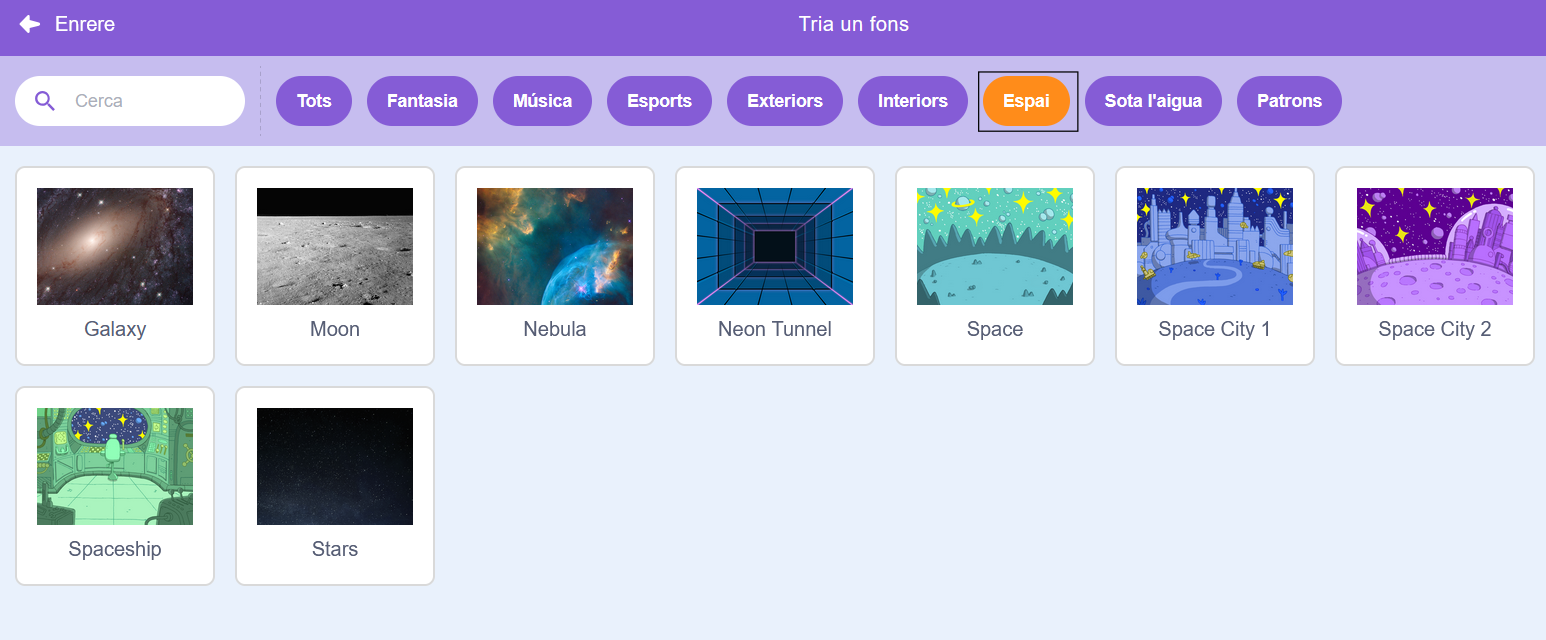 Enrere
Tria un fons
Cerca
Tots
Fantasia
Música
Esports
Exteriors
Interiors
Espai
Sota l'aigua
Patrons
Galaxy
Moon
Nebula
Neon Tunnel
Space
Space City 1
Space City 2
Spaceship
Stars